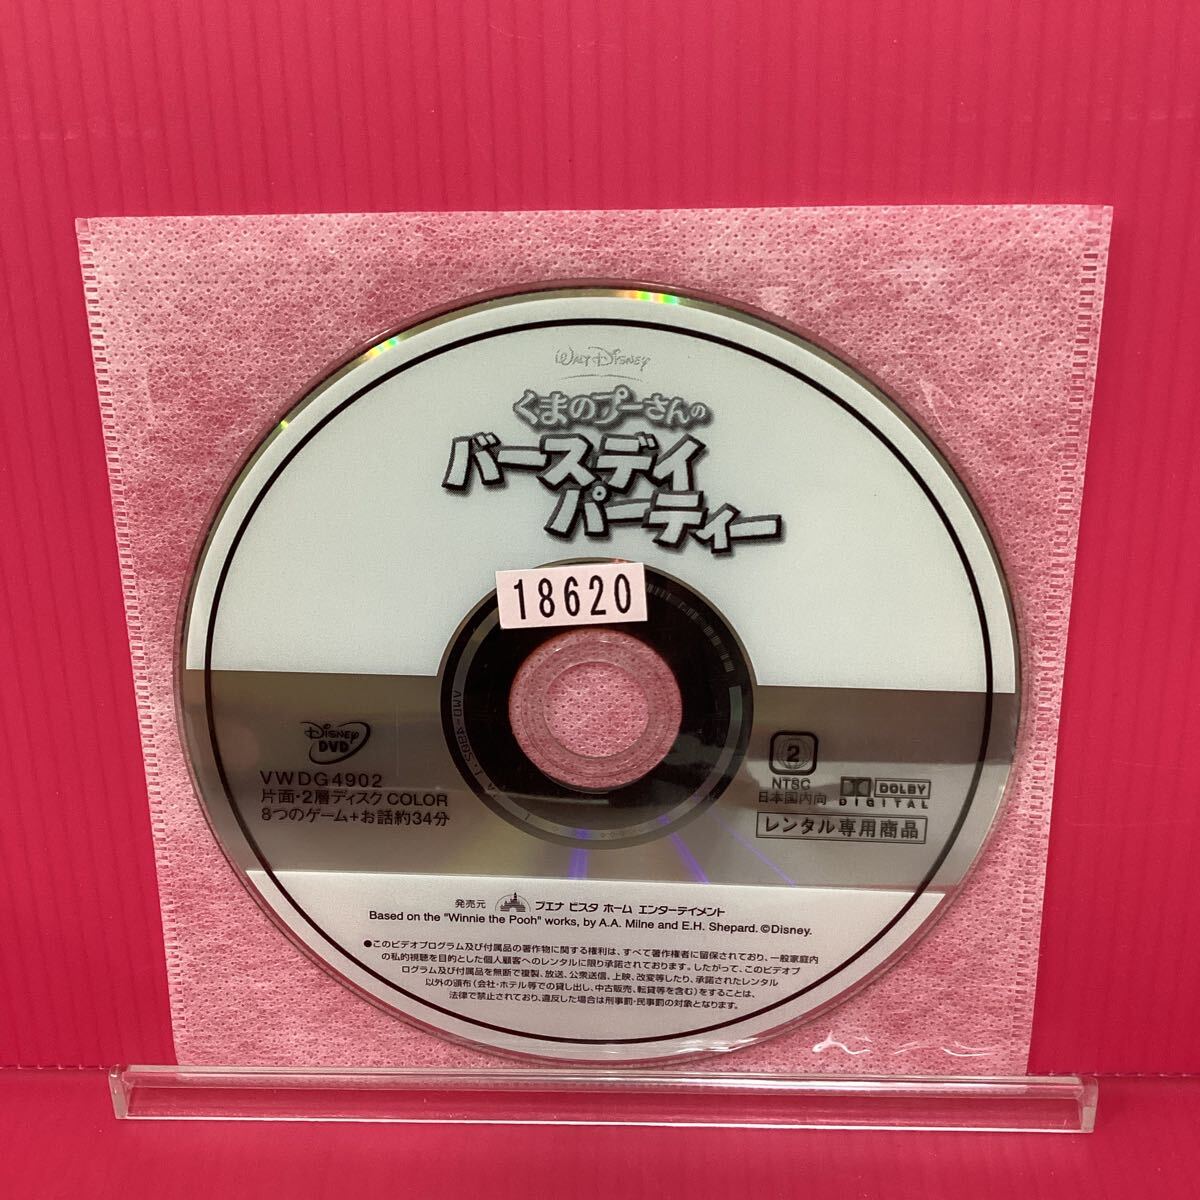 WALT DISNEY
くまのプーさんの
バースデイ
パーティー
18620
DISNEY
DVD
VWDG4902
片面・2層ディスク COLOR
8つのゲーム+お話約34分
2
NTSC
日本国内向
DOLBY
DIGITAL
レンタル専用商品
発売元 ブエナ ビスタ ホーム エンターテイメント
Based on the "Winnie the Pooh" works, by A.A. Milne and E.H. Shepard. ©Disney.
●このビデオプログラム及び付属品の著作物に関する権利は、すべて著作権者に留保されており、一般家庭内
の私的視聴を目的とした個人顧客へのレンタルに限り承諾されております。したがって、このビデオプ
ログラム及び付属品を無断で複製、放送、公衆送信、上映、改変等したり、承諾されたレンタル
以外の頒布(会社・ホテル等での貸し出し、中古販売、転貸等を含む)をすることは、
法律で禁止されており、違反した場合は刑事罰・民事罰の対象となります。